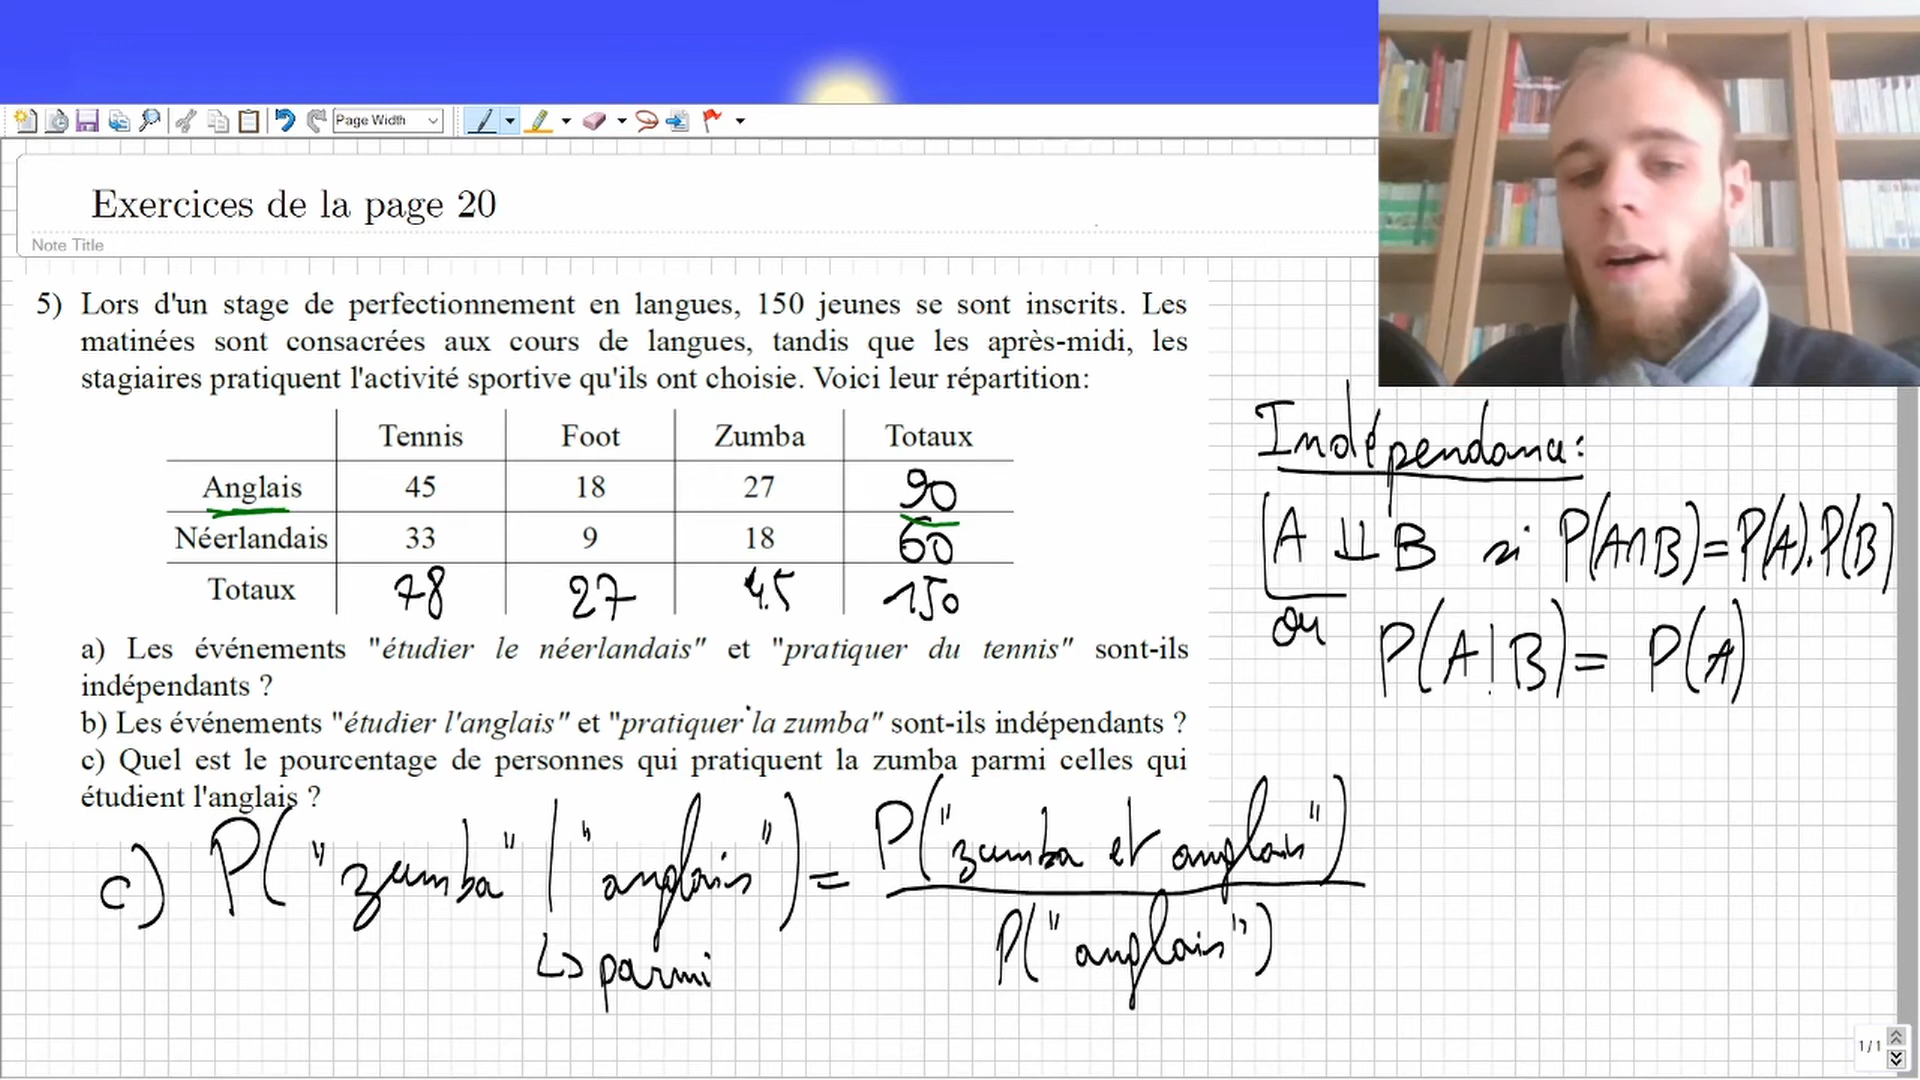 Page Width
Exercices de la page 20
Note Title
5) Lors d'un stage de perfectionnement en langues, 150 jeunes se sont inscrits. Les
matinées sont consacrées aux cours de langues, tandis que les après-midi, les
stagiaires pratiquent l'activité sportive qu'ils ont choisie. Voici leur répartition:
Tennis Foot Zumba Totaux
Anglais 45 18 27 90
Néerlandais 33 9 18 60
Totaux 78 27 45 150
a) Les événements "étudier le néerlandais" et "pratiquer du tennis" sont-ils
indépendants ?
b) Les événements "étudier l'anglais" et "pratiquer la zumba" sont-ils indépendants ?
c) Quel est le pourcentage de personnes qui pratiquent la zumba parmi celles qui
étudient l'anglais ?
Indépendance:
A ⫫ B si P(A∩B)=P(A).P(B)
ou P(A|B)= P(A)
c) P("zumba" | "anglais") = P("zumba et anglais")
P("anglais")
↳ parmi
1/1